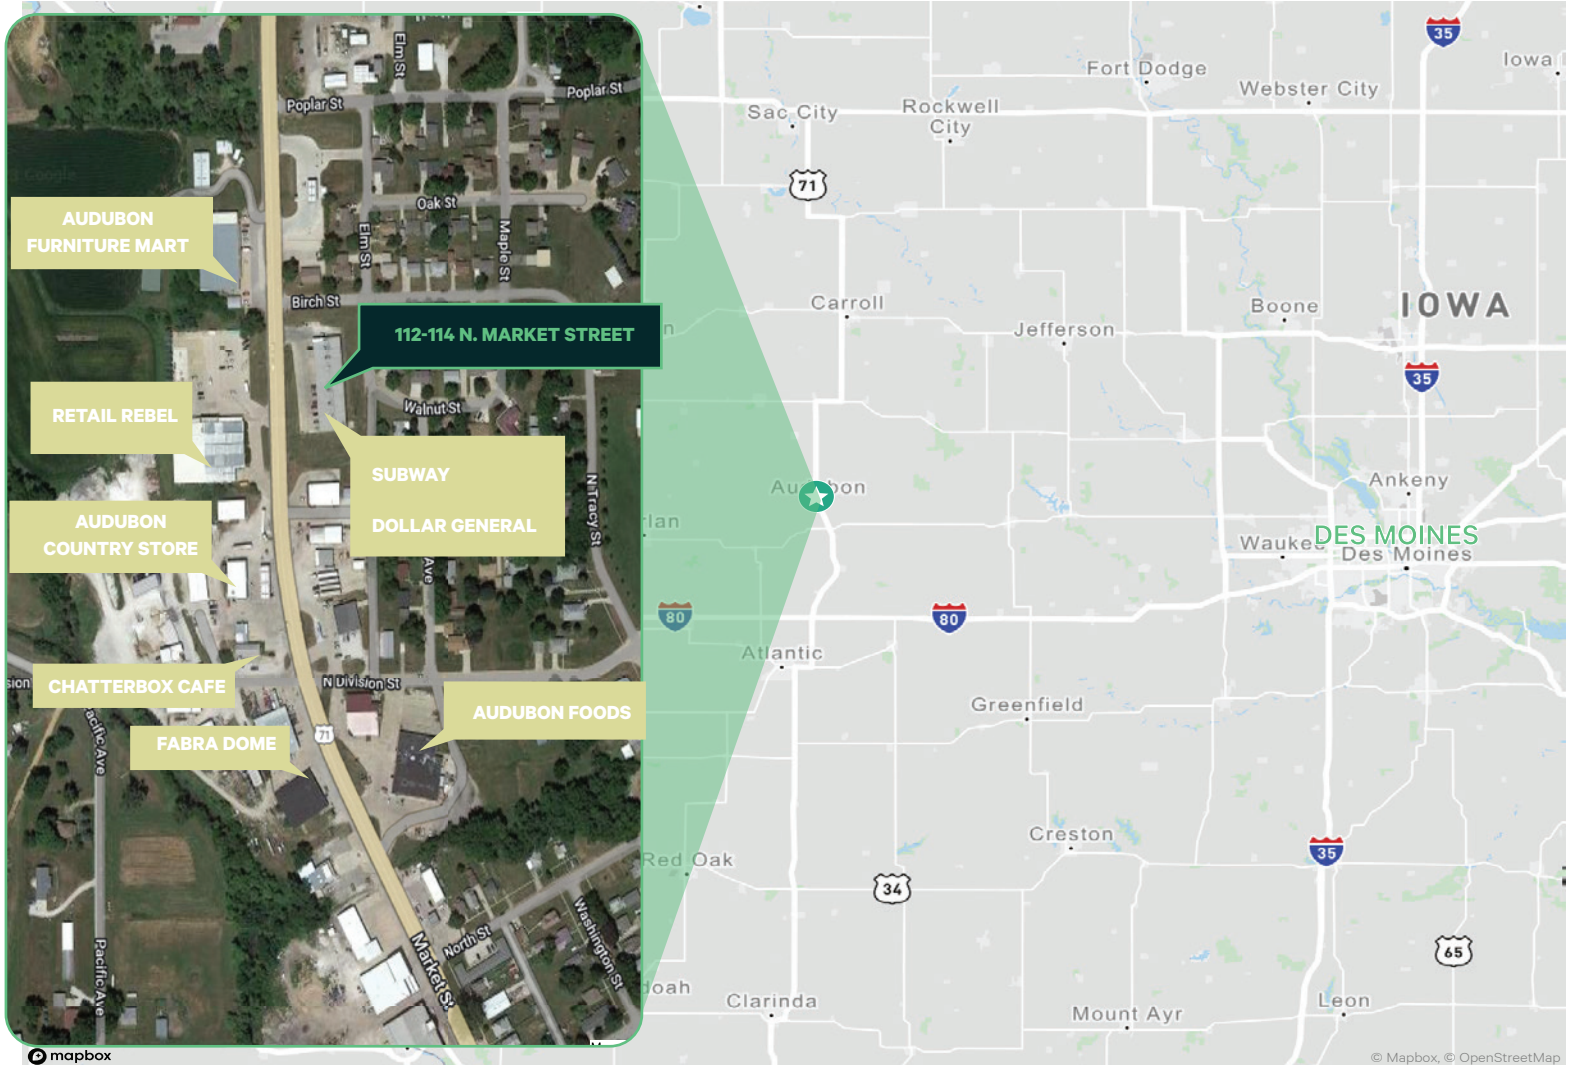 Elm St
Poplar St
Poplar St
Google
Oak St
AUDUBON
FURNITURE MART
Elm St
Maple St
Birch St
112-114 N. MARKET STREET
RETAIL REBEL
Walnut St
SUBWAY
DOLLAR GENERAL
N Tracy St
AUDUBON
COUNTRY STORE
Ave
CHATTERBOX CAFE
N Division St
AUDUBON FOODS
FABRA DOME
71
Pacific Ave
Pacific Ave
Market St
North St
Washington St
mapbox
35
Fort Dodge
Iowa
Webster City
Sac City
Rockwell
City
71
Carroll
Boone
IOWA
Jefferson
35
Ankeny
DES MOINES
Des Moines
80
80
Atlantic
Greenfield
Creston
35
Red Oak
34
65
Clarinda
Leon
Mount Ayr
© Mapbox, © OpenStreetMap